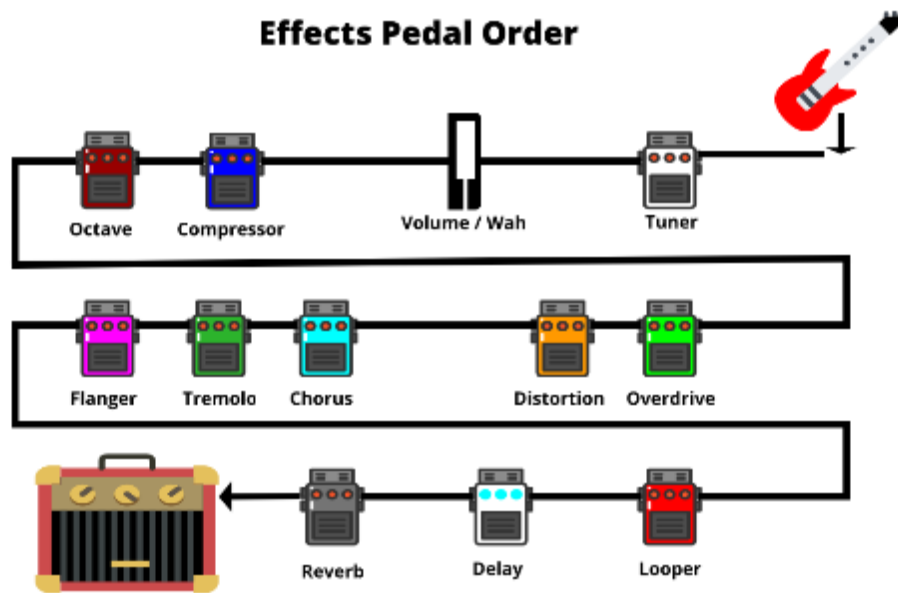 Effects Pedal Order
Octave Compressor Volume / Wah Tuner
Flanger Tremolo Chorus Distortion Overdrive
Reverb Delay Looper